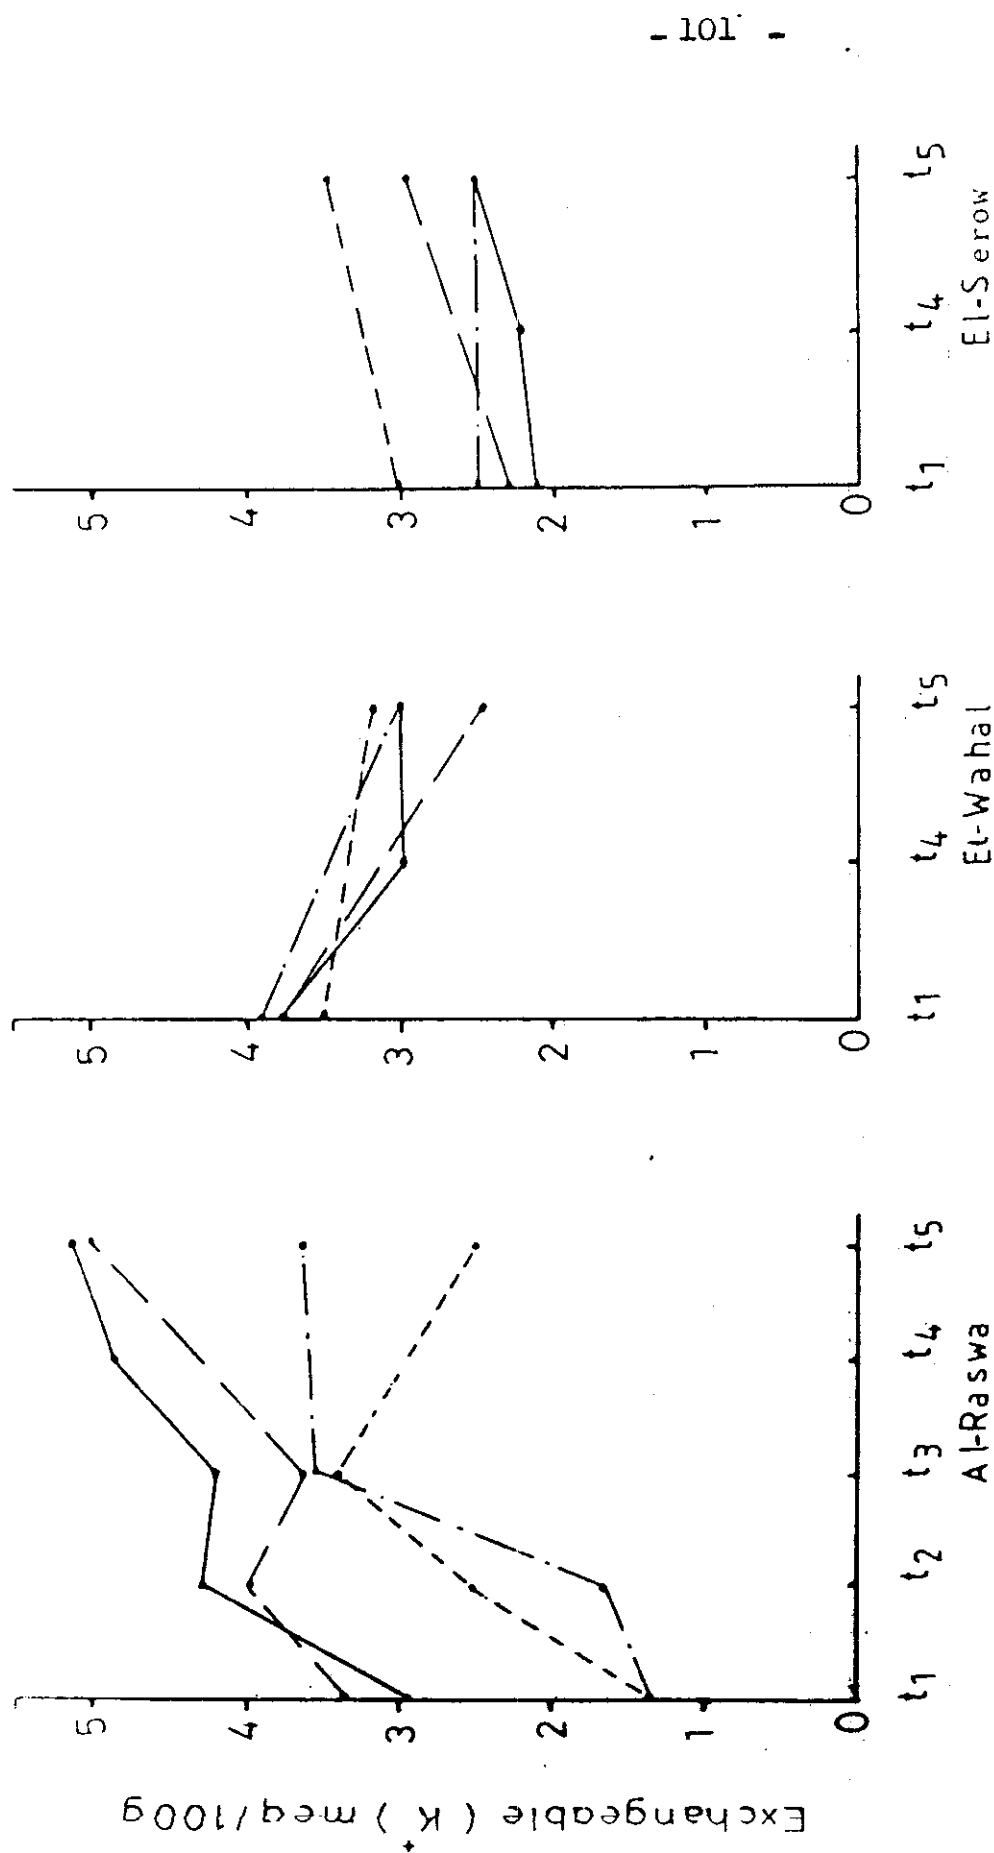 - 101 -
Exchangeable ( K⁺ ) meq/100g
5
4
3
2
1
0
t1 t2 t3 t4 t5
Al-Raswa
5
4
3
2
1
0
t1 t4 t5
El-Wahal
5
4
3
2
1
0
t1 t4 t5
El-Serow